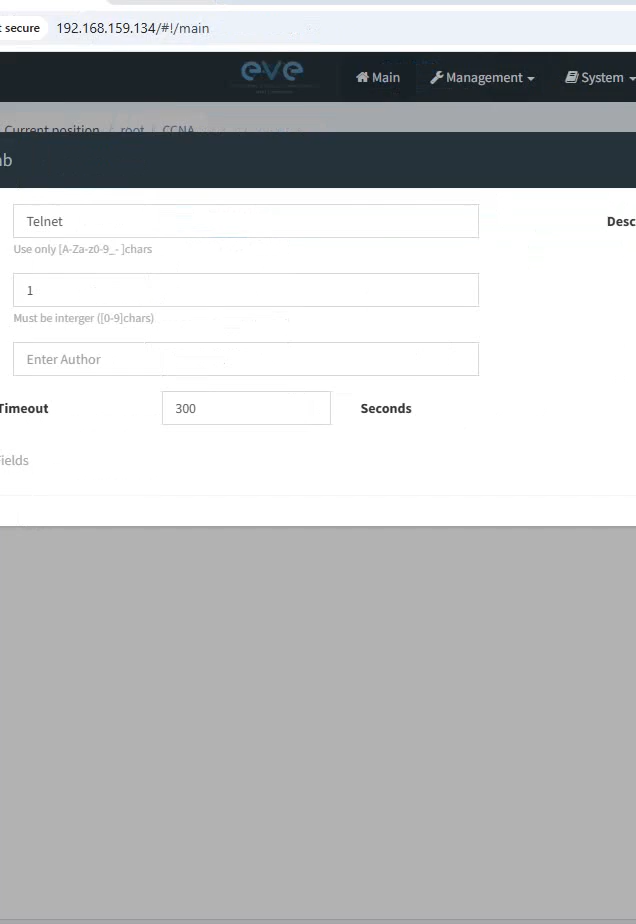 t secure 192.168.159.134/#!/main
eve Main Management System
Current position / root / CCNA
ab
Telnet
Desc
Use only [A-Za-z0-9_- ]chars
1
Must be interger ([0-9]chars)
Enter Author
Timeout 300 Seconds
ields